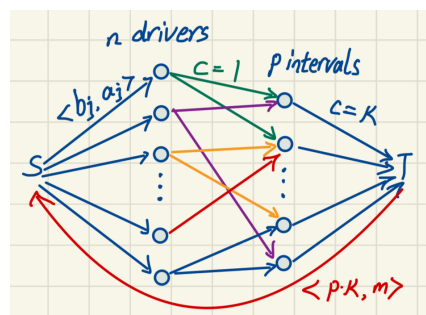 n drivers
<bj, aj>
c = 1
p intervals
c = K
S
T
< p·K, m>